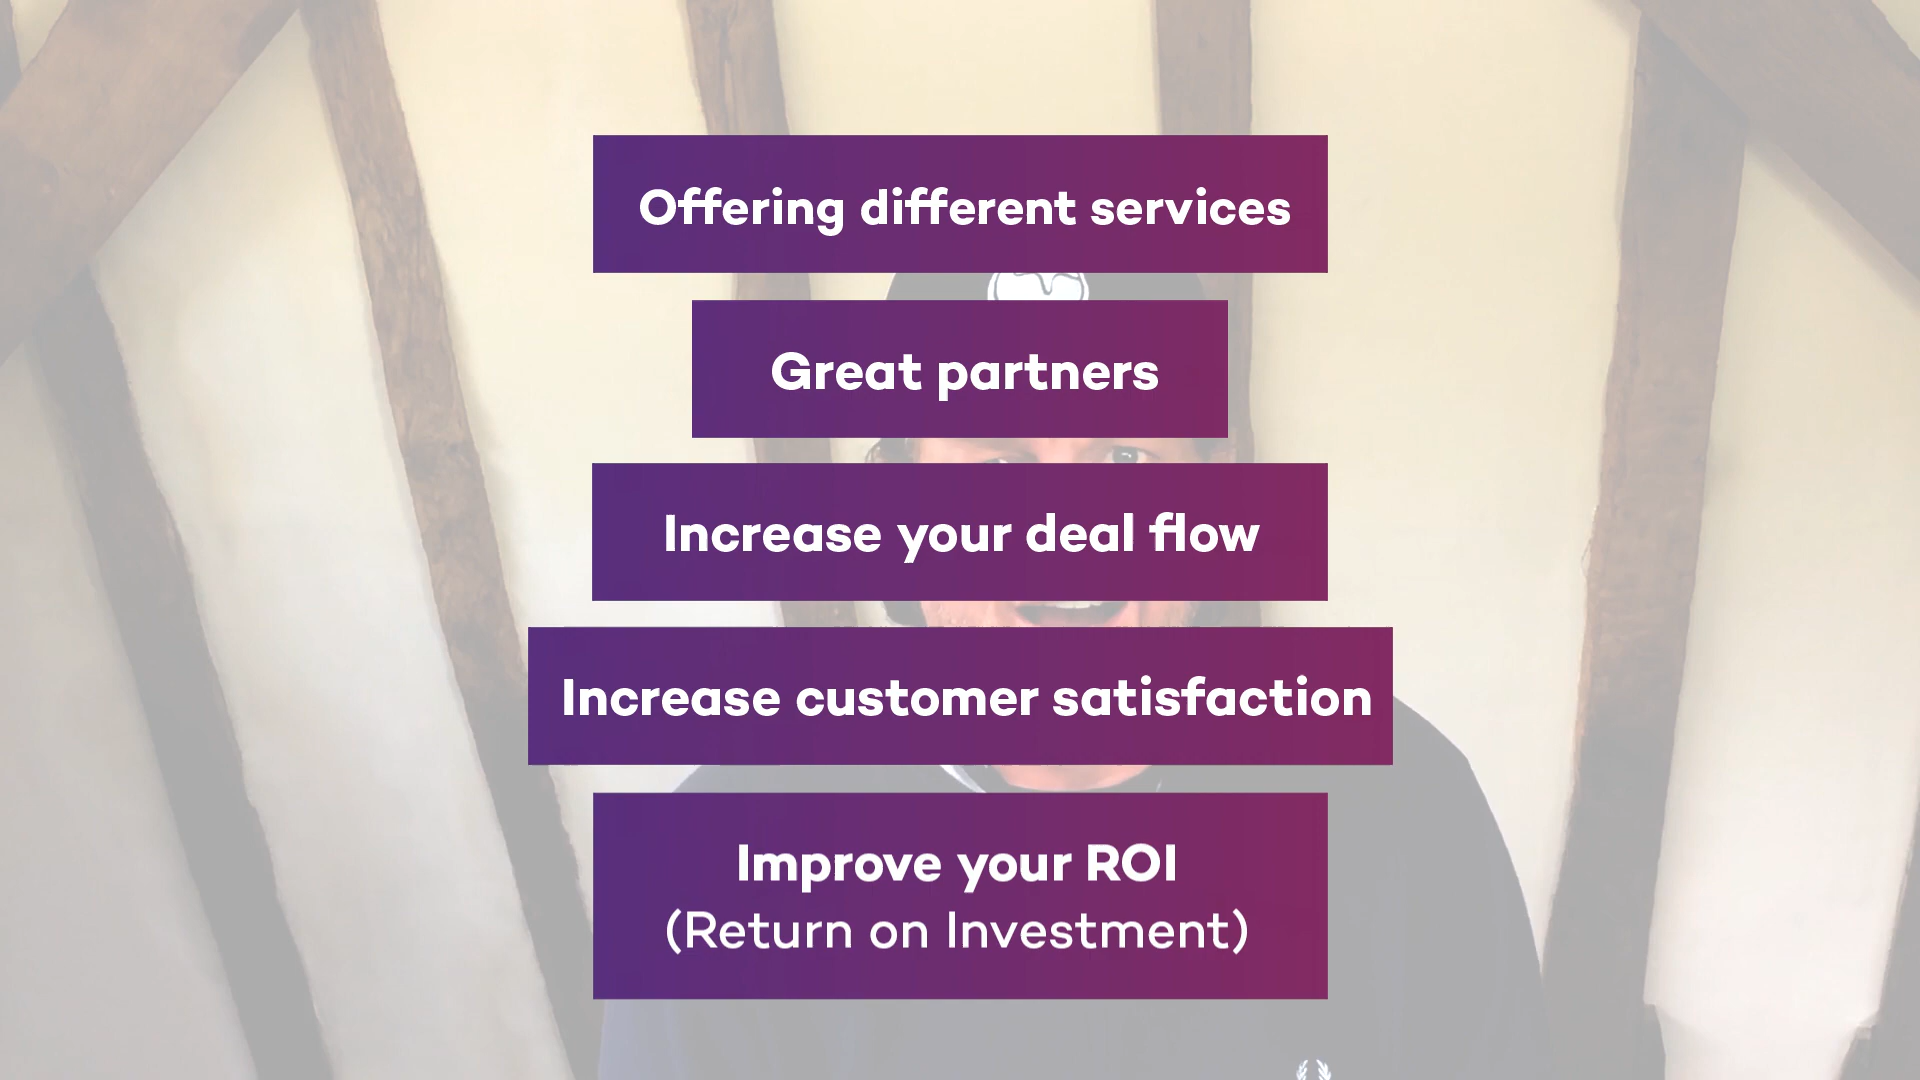 Offering different services
Great partners
Increase your deal flow
Increase customer satisfaction
Improve your ROI
(Return on Investment)